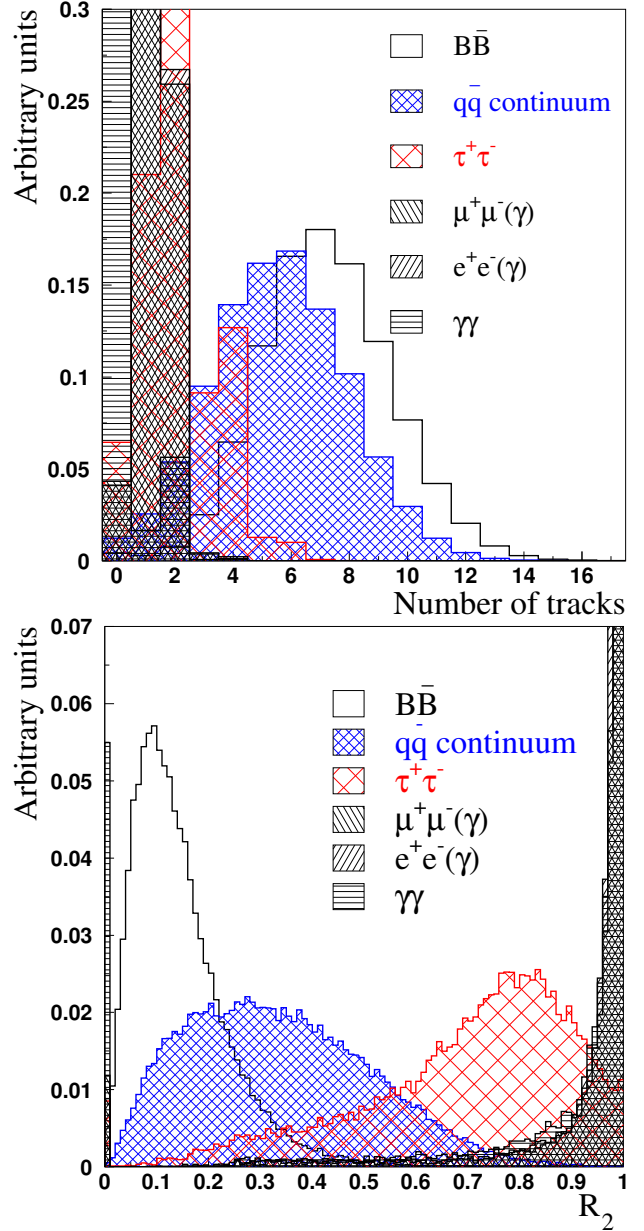 Arbitrary units
0.3
0.25
0.2
0.15
0.1
0.05
0
BB̄
qq̄ continuum
τ⁺τ⁻
μ⁺μ⁻(γ)
e⁺e⁻(γ)
γγ
0 2 4 6 8 10 12 14 16
Number of tracks
Arbitrary units
0.07
0.06
0.05
0.04
0.03
0.02
0.01
0
BB̄
qq̄ continuum
τ⁺τ⁻
μ⁺μ⁻(γ)
e⁺e⁻(γ)
γγ
0 0.1 0.2 0.3 0.4 0.5 0.6 0.7 0.8 0.9 1
R₂